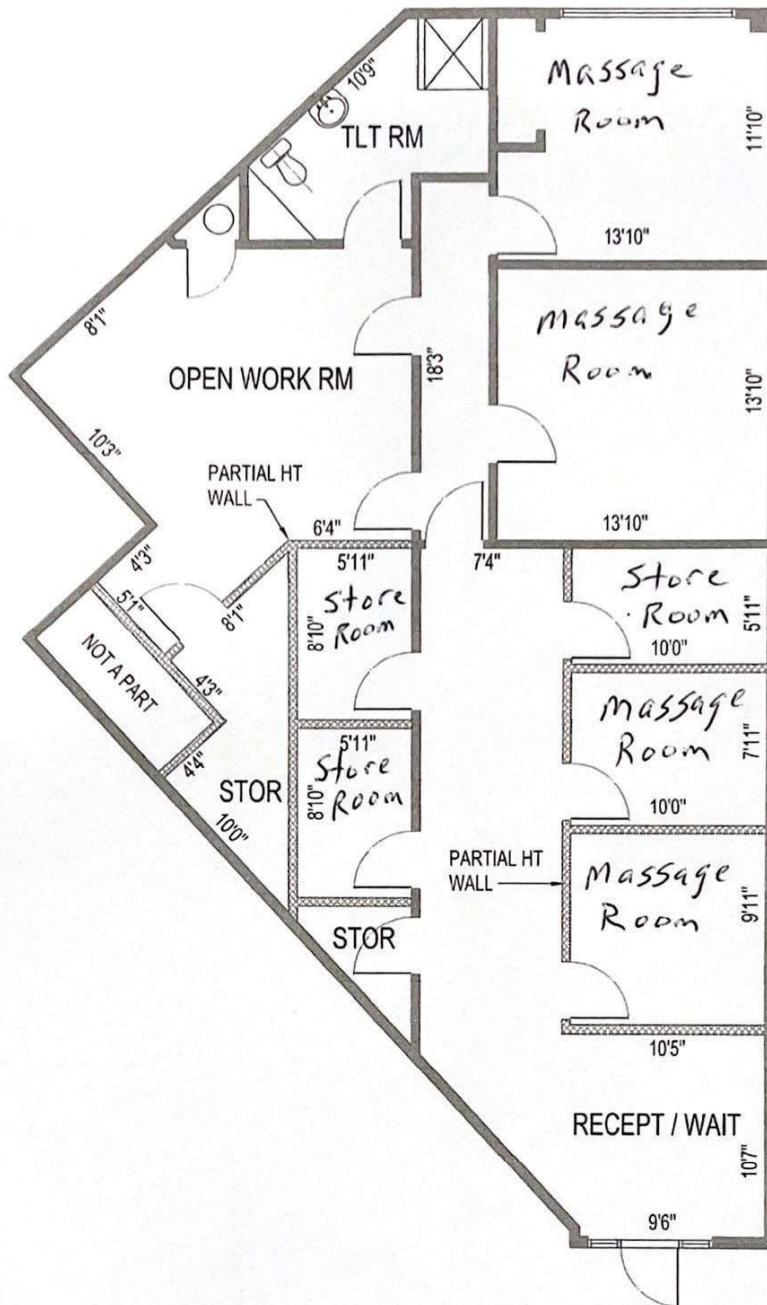 10'9"
TLT RM
Massage
Room
11'10"
13'10"
8'1"
OPEN WORK RM
18'3"
massage
Room
13'10"
13'10"
10'3"
PARTIAL HT
WALL
6'4"
4'3"
5'1"
8'1"
5'11"
7'4"
Store
Room
8'10"
Store
Room
5'11"
10'0"
NOT A PART
4'3"
4'4"
STOR
10'0"
5'11"
Store
Room
8'10"
Massage
Room
7'11"
10'0"
PARTIAL HT
WALL
Massage
Room
9'11"
STOR
10'5"
RECEPT / WAIT
10'7"
9'6"